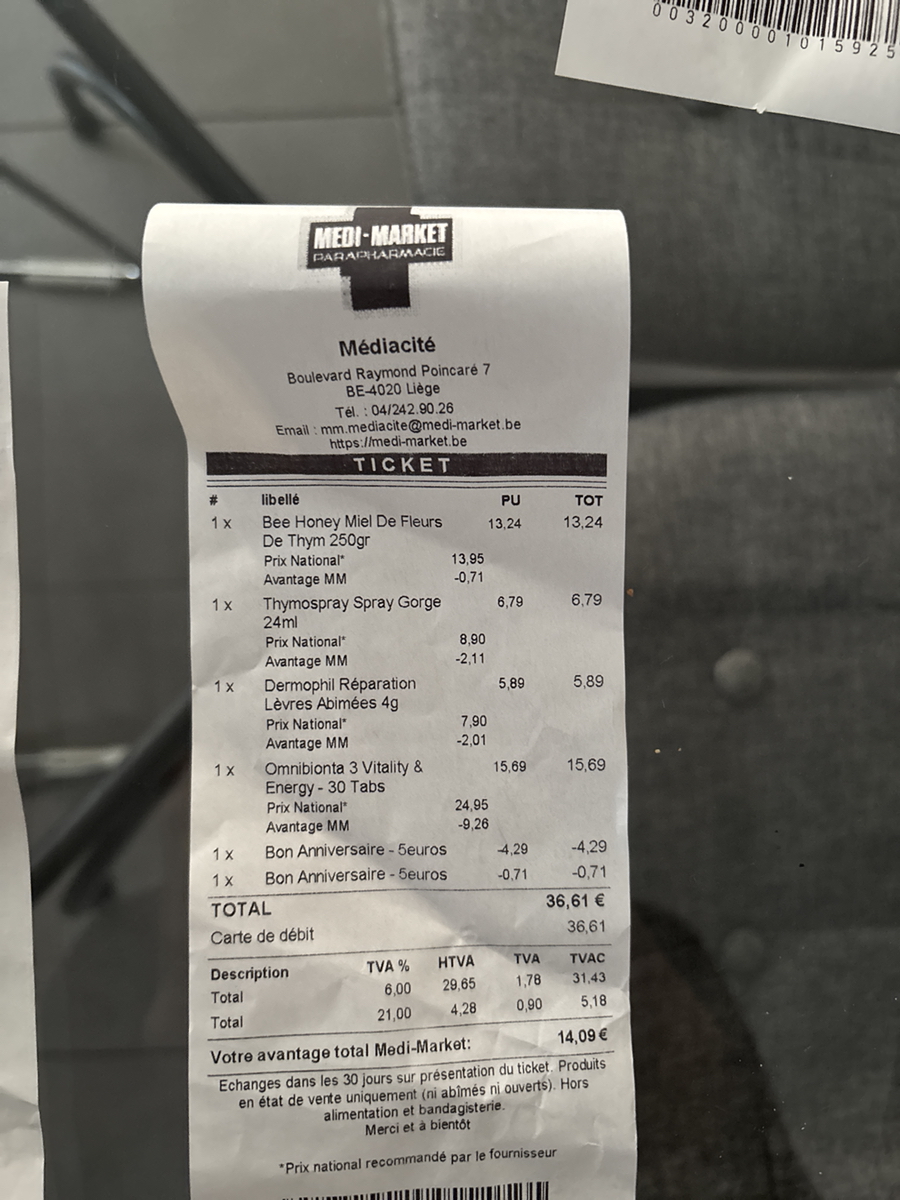 003200001015925
MEDI-MARKET
PARAPHARMACIE
Médiacité
Boulevard Raymond Poincaré 7
BE-4020 Liège
Tél. : 04/242.90.26
Email : mm.mediacite@medi-market.be
https://medi-market.be
TICKET
# libellé PU TOT
1 x Bee Honey Miel De Fleurs 13,24 13,24
De Thym 250gr
Prix National* 13,95
Avantage MM -0,71
1 x Thymospray Spray Gorge 6,79 6,79
24ml
Prix National* 8,90
Avantage MM -2,11
1 x Dermophil Réparation 5,89 5,89
Lèvres Abimées 4g
Prix National* 7,90
Avantage MM -2,01
1 x Omnibionta 3 Vitality & 15,69 15,69
Energy - 30 Tabs
Prix National* 24,95
Avantage MM -9,26
1 x Bon Anniversaire - 5euros -4,29 -4,29
1 x Bon Anniversaire - 5euros -0,71 -0,71
TOTAL 36,61 €
Carte de débit 36,61
Description TVA % HTVA TVA TVAC
Total 6,00 29,65 1,78 31,43
Total 21,00 4,28 0,90 5,18
Votre avantage total Medi-Market: 14,09 €
Echanges dans les 30 jours sur présentation du ticket. Produits
en état de vente uniquement (ni abîmés ni ouverts). Hors
alimentation et bandagisterie.
Merci et à bientôt
*Prix national recommandé par le fournisseur